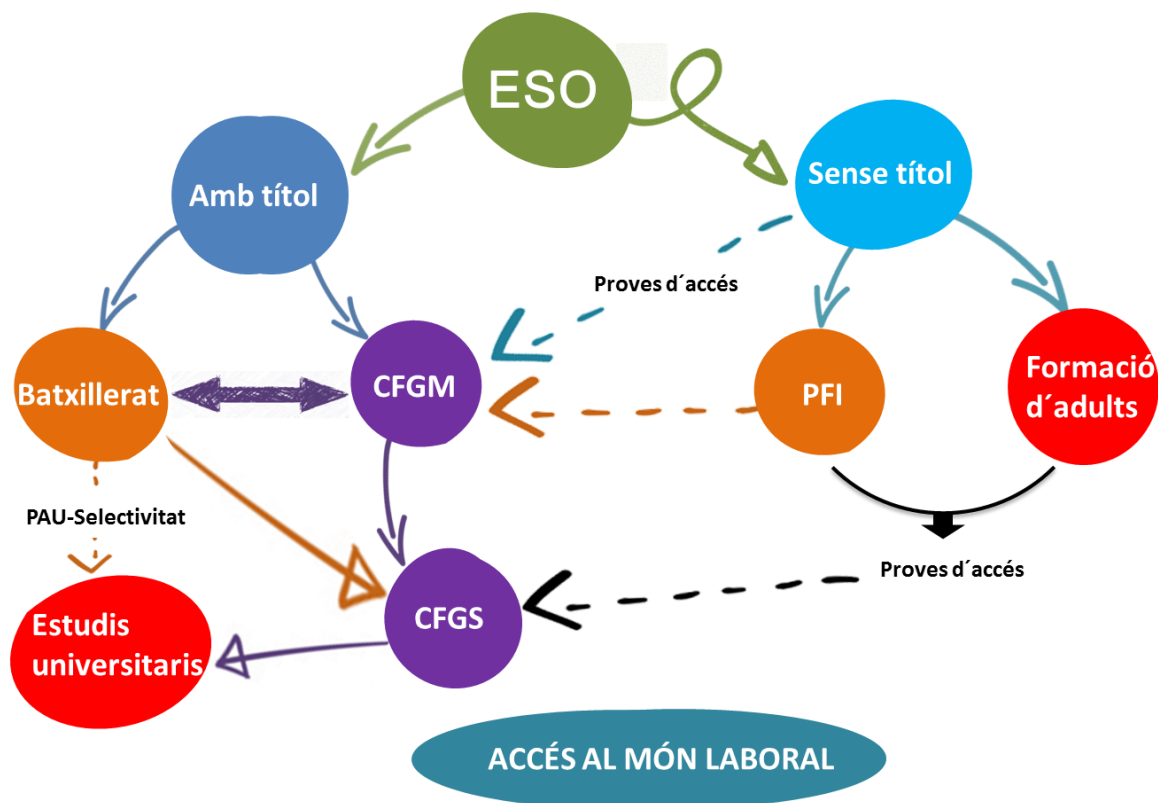 ESO
Amb títol
Sense títol
Proves d´accés
Batxillerat
CFGM
PFI
Formació
d´adults
PAU-Selectivitat
Proves d´accés
Estudis
universitaris
CFGS
ACCÉS AL MÓN LABORAL